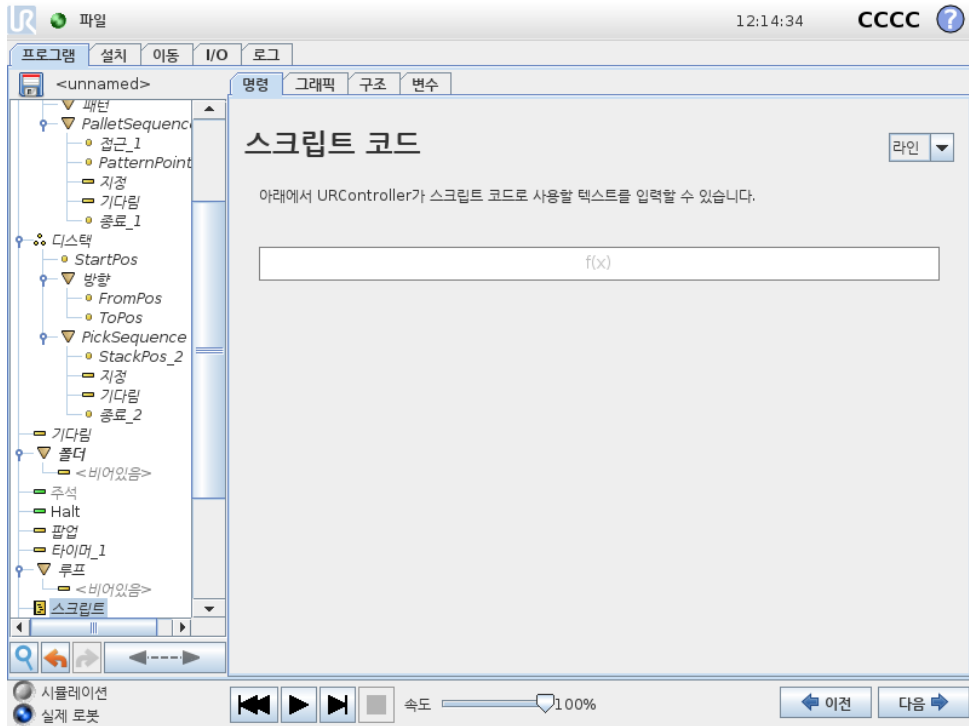 UR 파일 12:14:34 CCCC ?
프로그램 설치 이동 I/O 로그
<unnamed>
명령 그래픽 구조 변수
패턴
PalletSequenc
접근_1
PatternPoint
지정
기다림
종료_1
디스택
StartPos
방향
FromPos
ToPos
PickSequence
StackPos_2
지정
기다림
종료_2
기다림
폴더
<비어있음>
주석
Halt
팝업
타이머_1
루프
<비어있음>
스크립트
스크립트 코드
라인
아래에서 URController가 스크립트 코드로 사용할 텍스트를 입력할 수 있습니다.
f(x)
시뮬레이션
실제 로봇
속도 100%
이전 다음